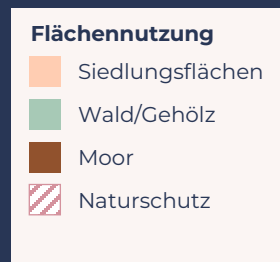 Flächennutzung
Siedlungsflächen
Wald/Gehölz
Moor
Naturschutz